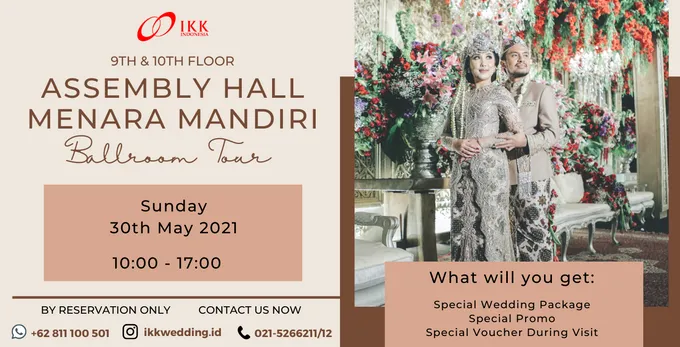 IKK
INDONESIA
9TH & 10TH FLOOR
ASSEMBLY HALL
MENARA MANDIRI
Ballroom Tour
Sunday
30th May 2021
10:00 - 17:00
BY RESERVATION ONLY
CONTACT US NOW
+62 811 100 501
ikkwedding.id
021-5266211/12
What will you get:
Special Wedding Package
Special Promo
Special Voucher During Visit